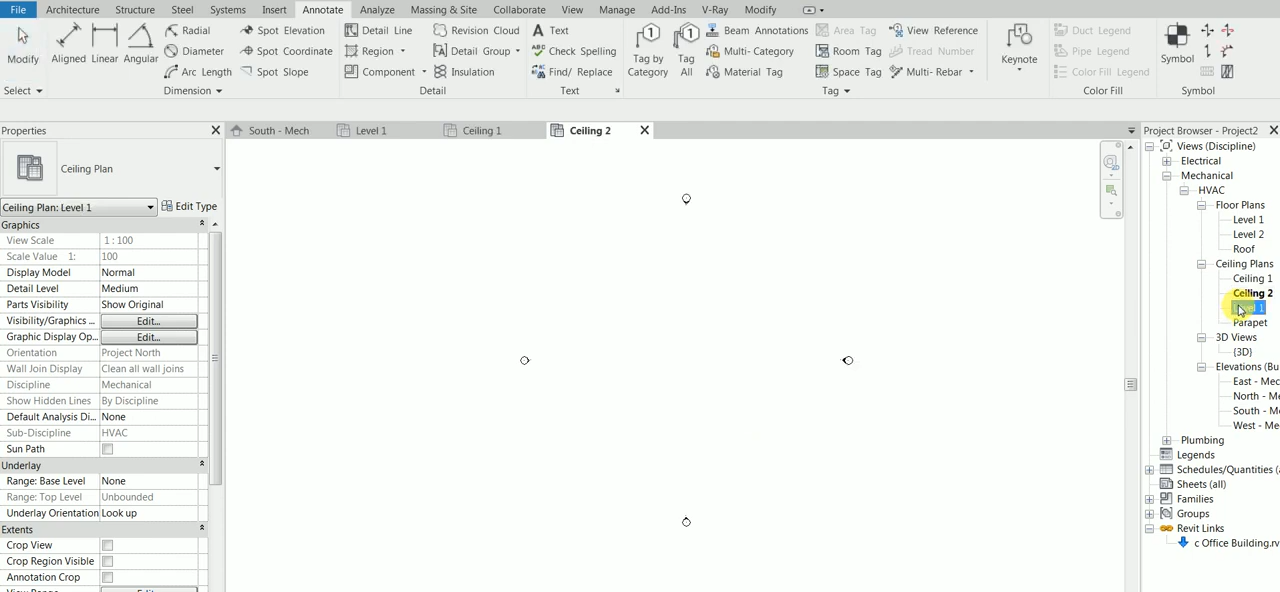 File Architecture Structure Steel Systems Insert Annotate Analyze Massing & Site Collaborate View Manage Add-Ins V-Ray Modify
Modify
Select
Aligned Linear Angular
Radial
Diameter
Arc Length
Spot Elevation
Spot Coordinate
Spot Slope
Dimension
Detail Line
Region
Component
Revision Cloud
Detail Group
Insulation
Detail
Text
Check Spelling
Find/ Replace
Text
Tag by Category
Tag All
Beam Annotations
Multi- Category
Material Tag
Area Tag
Room Tag
Space Tag
View Reference
Tread Number
Multi- Rebar
Tag
Keynote
Duct Legend
Pipe Legend
Color Fill Legend
Color Fill
Symbol
Symbol
Properties
Ceiling Plan
Ceiling Plan: Level 1 Edit Type
Graphics
View Scale 1 : 100
Scale Value 1: 100
Display Model Normal
Detail Level Medium
Parts Visibility Show Original
Visibility/Graphics ... Edit...
Graphic Display Op... Edit...
Orientation Project North
Wall Join Display Clean all wall joins
Discipline Mechanical
Show Hidden Lines By Discipline
Default Analysis Di... None
Sub-Discipline HVAC
Sun Path
Underlay
Range: Base Level None
Range: Top Level Unbounded
Underlay Orientation Look up
Extents
Crop View
Crop Region Visible
Annotation Crop
South - Mech Level 1 Ceiling 1 Ceiling 2
Project Browser - Project2
Views (Discipline)
Electrical
Mechanical
HVAC
Floor Plans
Level 1
Level 2
Roof
Ceiling Plans
Ceiling 1
Ceiling 2
Level 1
Parapet
3D Views
{3D}
Elevations (Bu
East - Mec
North - Me
South - M
West - Me
Plumbing
Legends
Schedules/Quantities (a
Sheets (all)
Families
Groups
Revit Links
c Office Building.rv